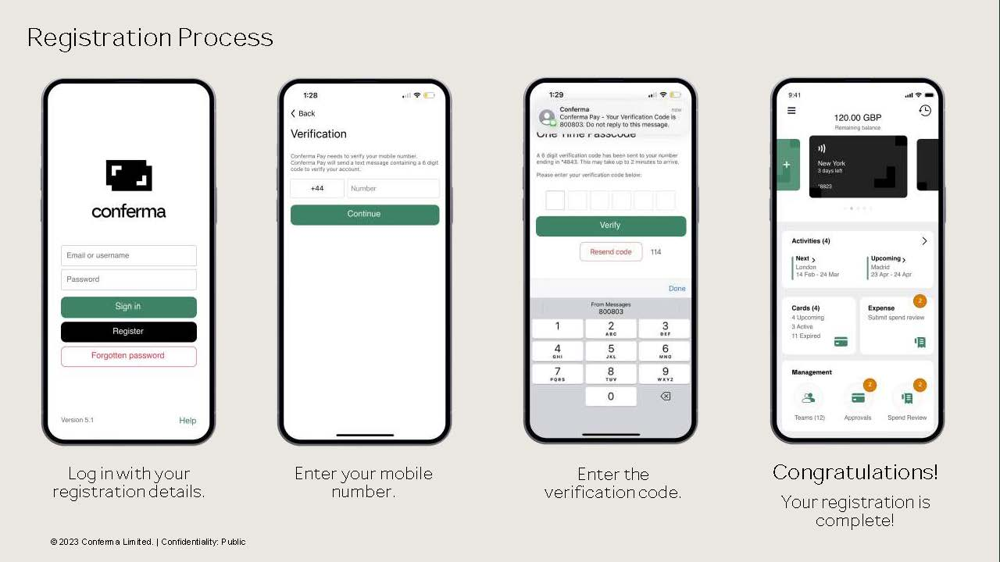 Registration Process
conferma
Email or username
Password
Sign in
Register
Forgotten password
Version 5.1
Help
Log in with your
registration details.
1:28
Back
Verification
Conferma Pay needs to verify your mobile number.
Conferma Pay will send a text message containing a 6 digit
code to verify your account.
+44
Number
Continue
Enter your mobile
number.
1:29
Conferma
now
Conferma Pay - Your Verification Code is
800803. Do not reply to this message.
One Time Passcode
A 6 digit verification code has been sent to your number
ending in *4843. This may take up to 2 minutes to arrive.
Please enter your verification code below:
Verify
Resend code
114
Done
From Messages
800803
1
2
ABC
3
DEF
4
GHI
5
JKL
6
MNO
7
PQRS
8
TUV
9
WXYZ
0
Enter the
verification code.
9:41
120.00 GBP
Remaining balance
+
New York
3 days left
*8823
Activities (4)
Next
London
14 Feb - 24 Mar
Upcoming
Madrid
23 Apr - 24 Apr
Cards (4)
4 Upcoming
3 Active
11 Expired
2
Expense
Submit spend review
Management
2
2
Teams (12)
Approvals
Spend Review
Congratulations!
Your registration is
complete!
© 2023 Conferma Limited. | Confidentiality: Public